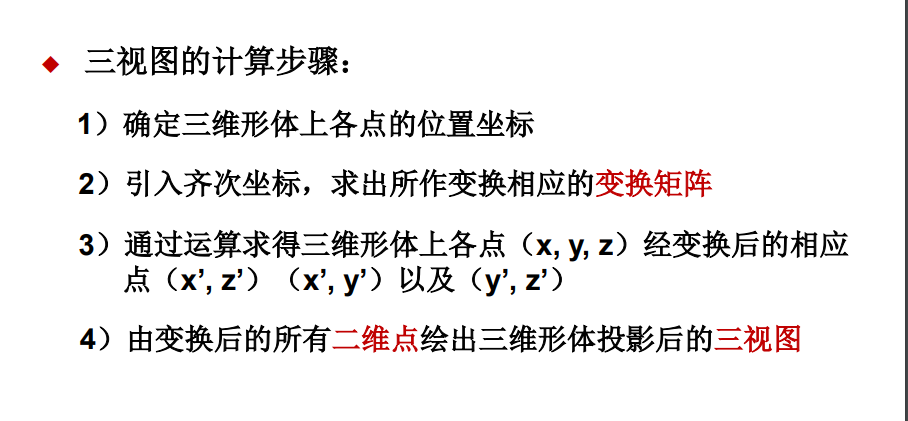 ◆ 三视图的计算步骤：
1）确定三维形体上各点的位置坐标
2）引入齐次坐标，求出所作变换相应的变换矩阵
3）通过运算求得三维形体上各点（x, y, z）经变换后的相应
点（x’, z’）（x’, y’）以及（y’, z’）
4）由变换后的所有二维点绘出三维形体投影后的三视图